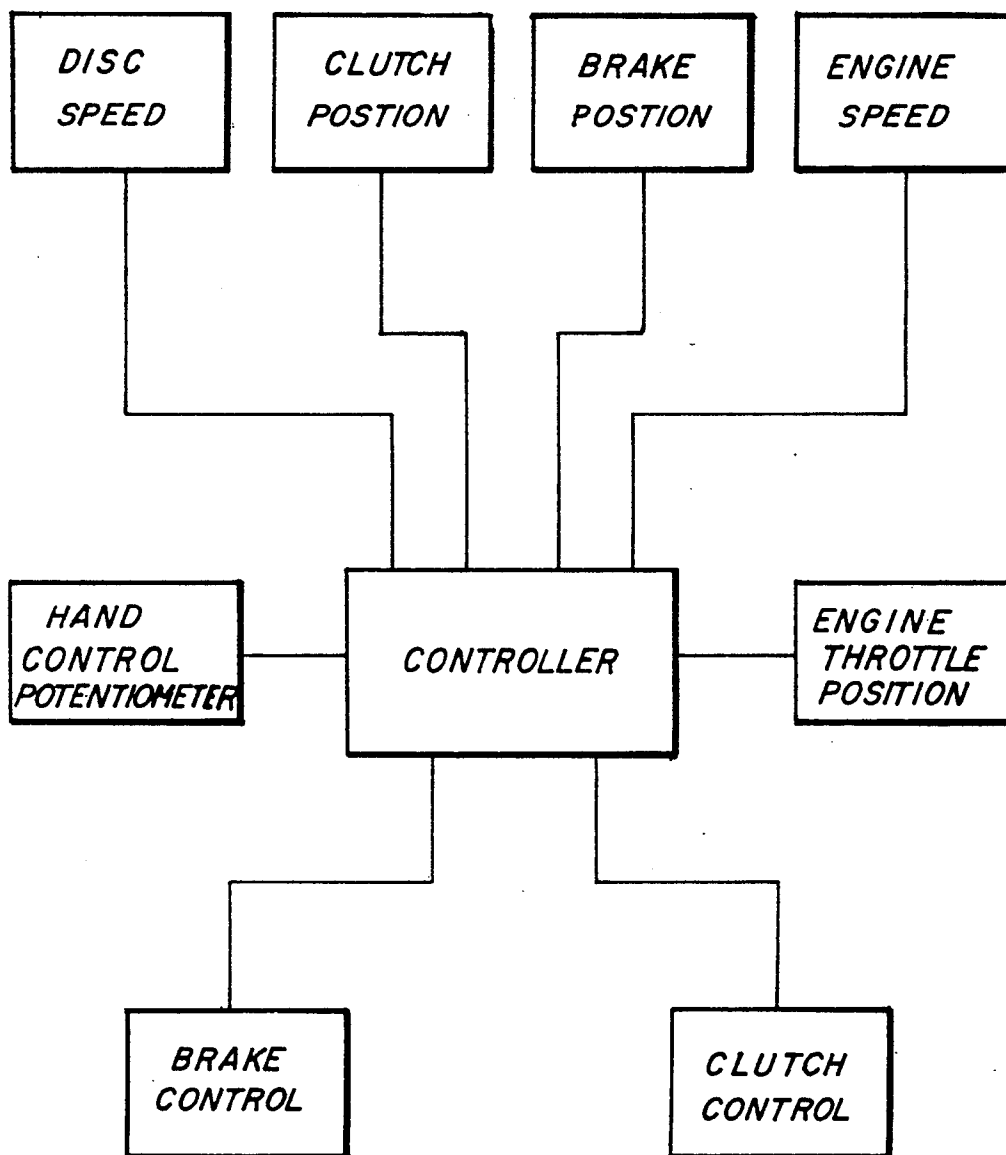 DISC
SPEED
CLUTCH
POSTION
BRAKE
POSTION
ENGINE
SPEED
HAND
CONTROL
POTENTIOMETER
CONTROLLER
ENGINE
THROTTLE
POSITION
BRAKE
CONTROL
CLUTCH
CONTROL